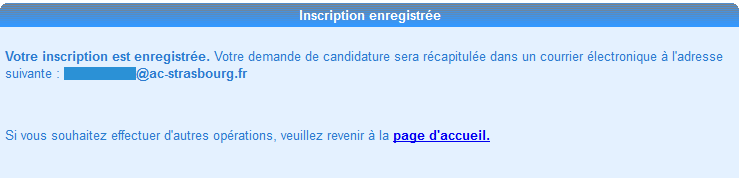 Inscription enregistrée
Votre inscription est enregistrée. Votre demande de candidature sera récapitulée dans un courrier électronique à l'adresse
suivante : @ac-strasbourg.fr
Si vous souhaitez effectuer d'autres opérations, veuillez revenir à la page d'accueil.